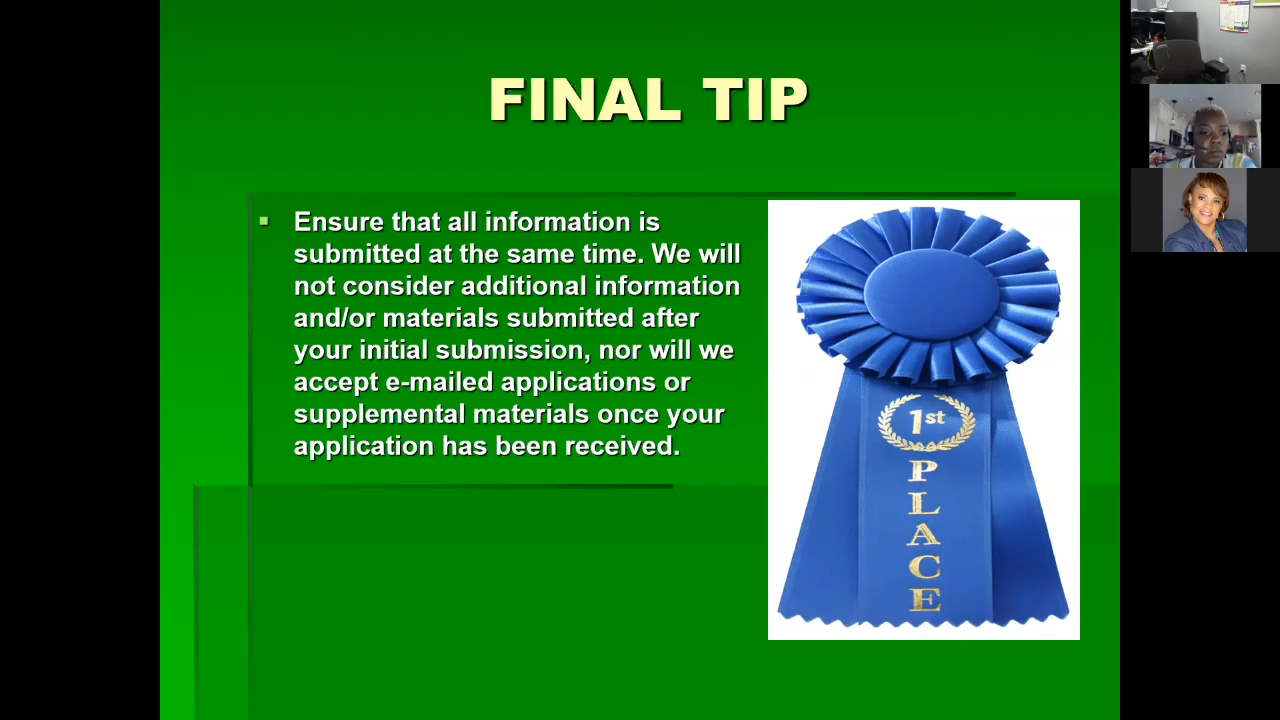 FINAL TIP
Ensure that all information is
submitted at the same time. We will
not consider additional information
and/or materials submitted after
your initial submission, nor will we
accept e-mailed applications or
supplemental materials once your
application has been received.
1st
PLACE